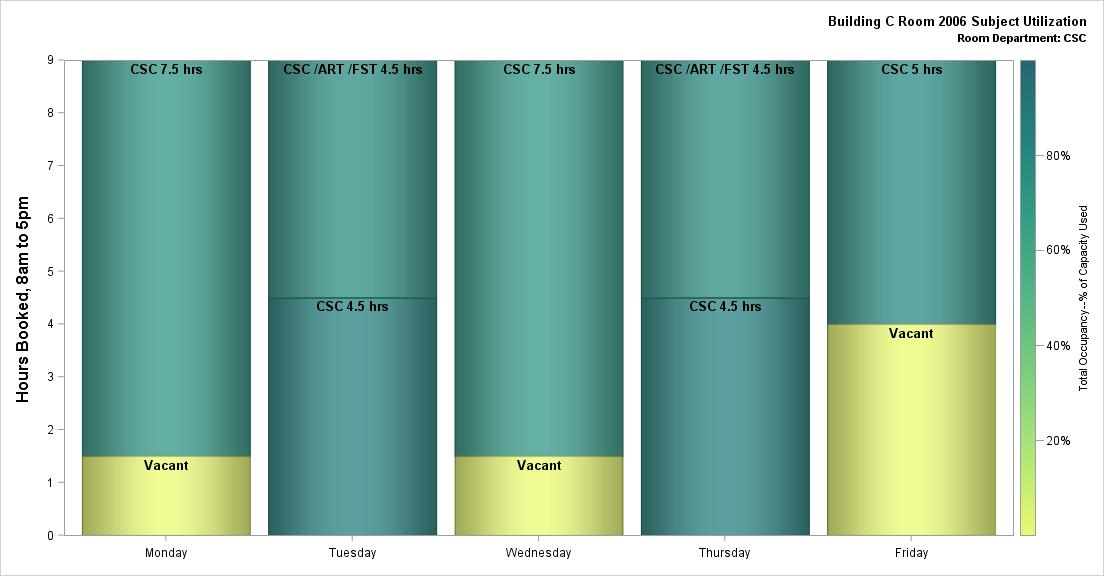 Building C Room 2006 Subject Utilization
Room Department: CSC
Hours Booked, 8am to 5pm
9
8
7
6
5
4
3
2
1
0
CSC 7.5 hrs
Vacant
CSC /ART /FST 4.5 hrs
CSC 4.5 hrs
CSC 7.5 hrs
Vacant
CSC /ART /FST 4.5 hrs
CSC 4.5 hrs
CSC 5 hrs
Vacant
Monday
Tuesday
Wednesday
Thursday
Friday
80%
60%
40%
20%
Total Occupancy--% of Capacity Used